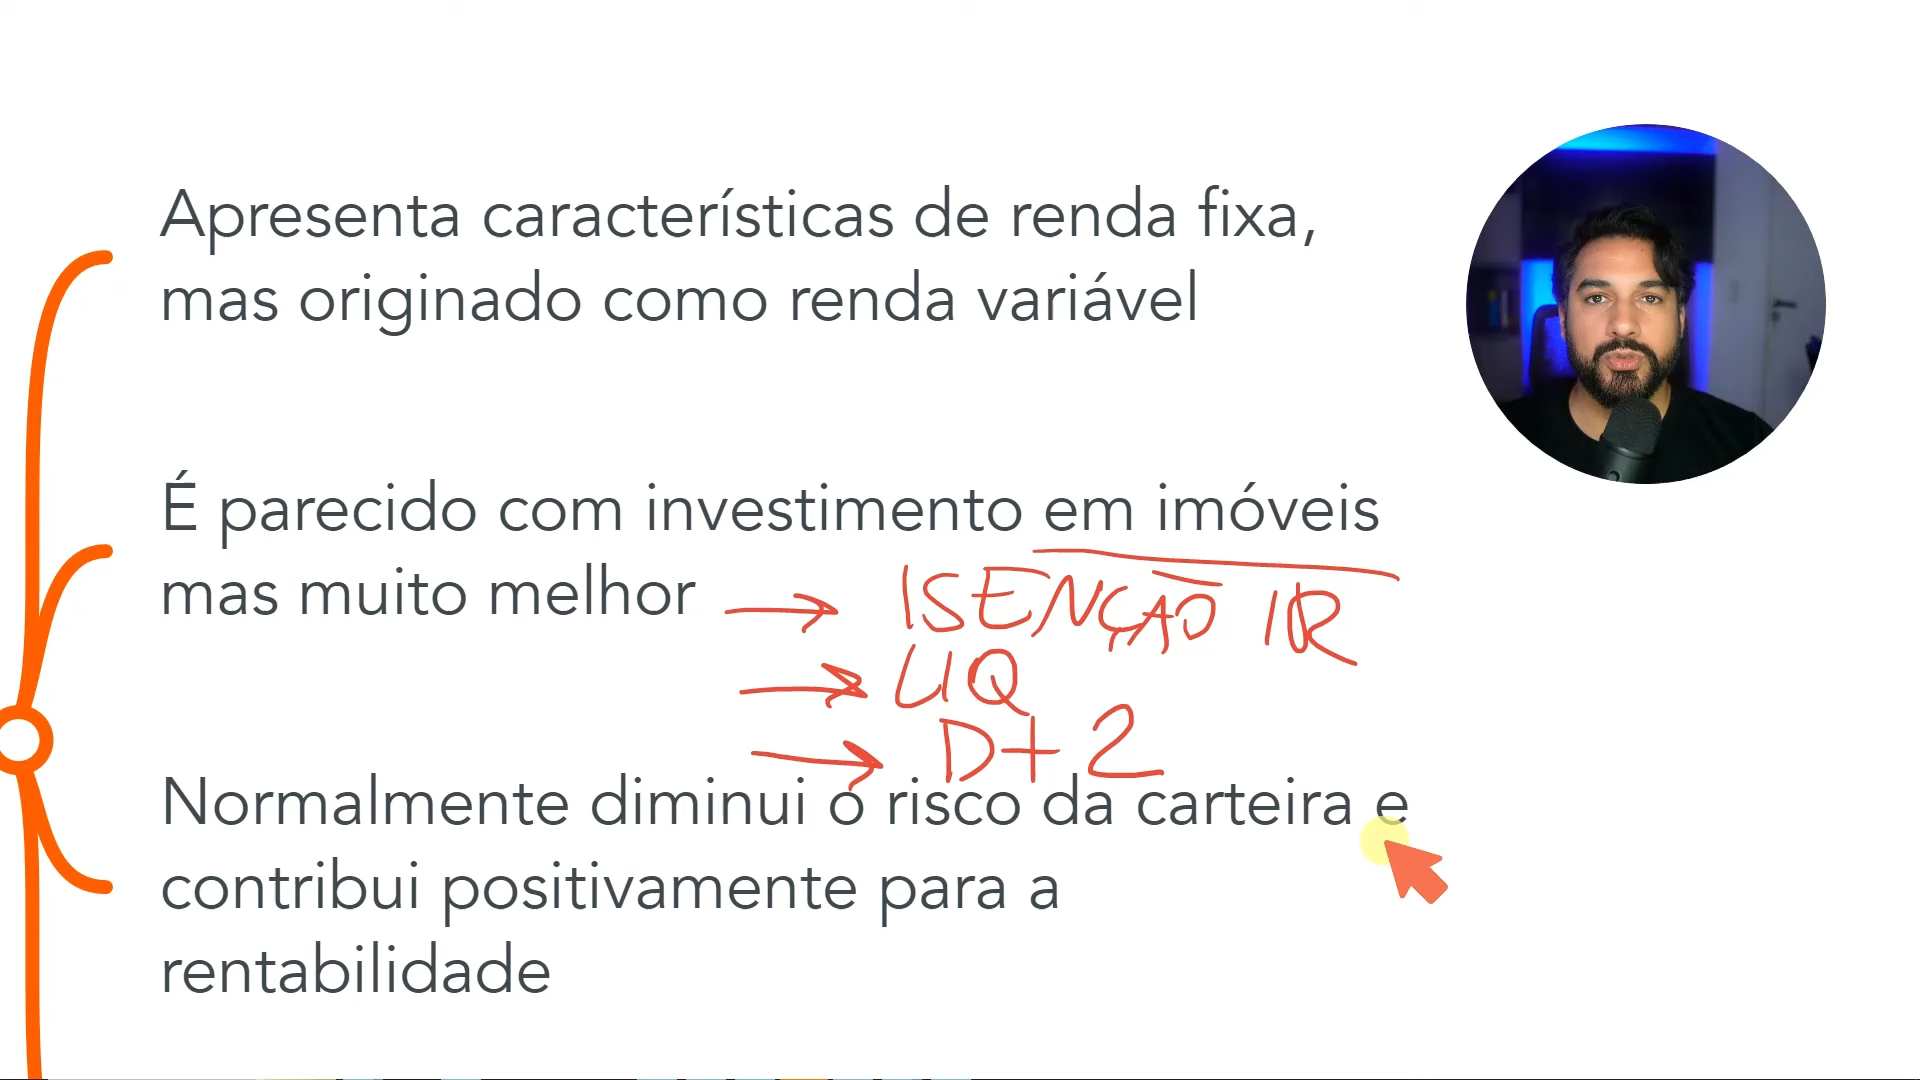 Apresenta características de renda fixa,
mas originado como renda variável
É parecido com investimento em imóveis
mas muito melhor → ISENÇÃO IR
→ LIQ
→ D+2
Normalmente diminui o risco da carteira e
contribui positivamente para a
rentabilidade